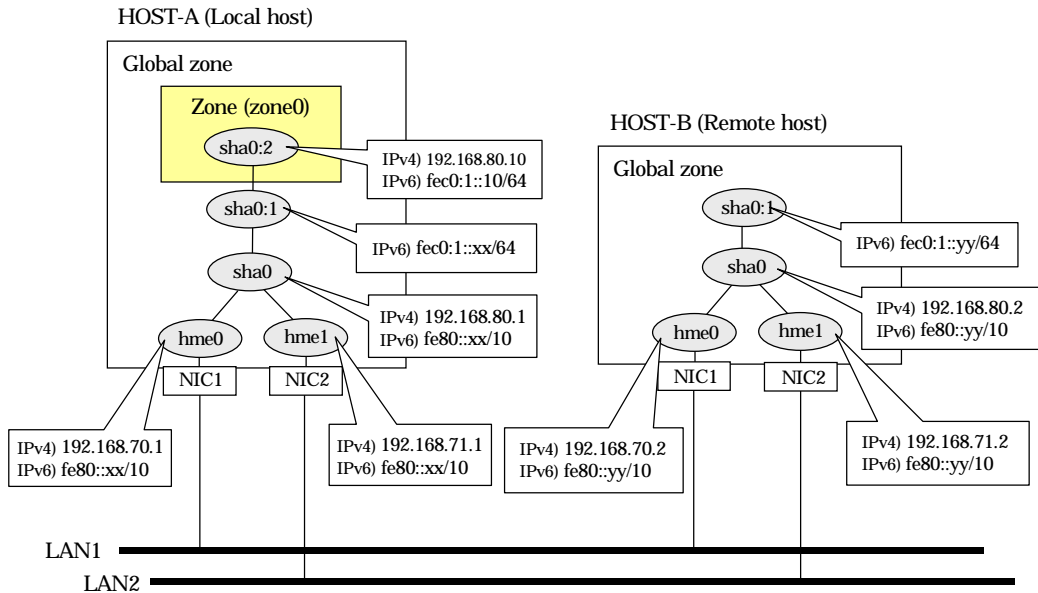 HOST-A (Local host)
Global zone
Zone (zone0)
sha0:2
IPv4) 192.168.80.10
IPv6) fec0:1::10/64
sha0:1
IPv6) fec0:1::xx/64
sha0
IPv4) 192.168.80.1
IPv6) fe80::xx/10
hme0
hme1
NIC1
NIC2
IPv4) 192.168.70.1
IPv6) fe80::xx/10
IPv4) 192.168.71.1
IPv6) fe80::xx/10
HOST-B (Remote host)
Global zone
sha0:1
IPv6) fec0:1::yy/64
sha0
IPv4) 192.168.80.2
IPv6) fe80::yy/10
hme0
hme1
NIC1
NIC2
IPv4) 192.168.70.2
IPv6) fe80::yy/10
IPv4) 192.168.71.2
IPv6) fe80::yy/10
LAN1
LAN2